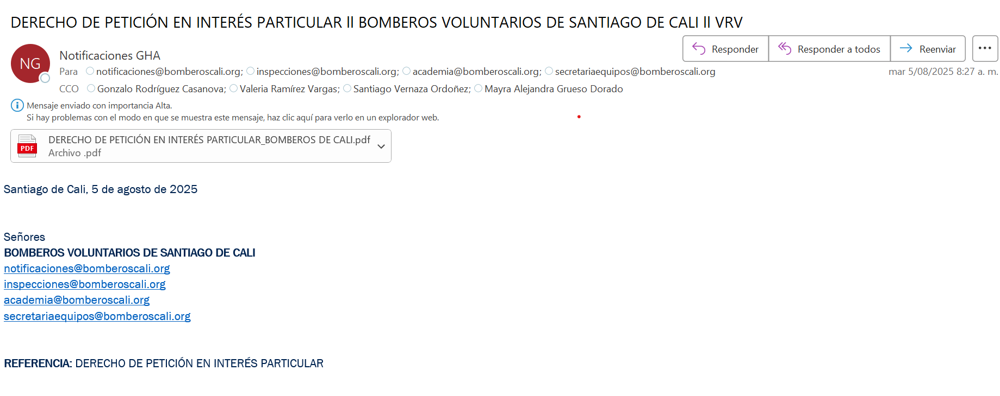 DERECHO DE PETICIÓN EN INTERÉS PARTICULAR ll BOMBEROS VOLUNTARIOS DE SANTIAGO DE CALI ll VRV
NG
Notificaciones GHA
Responder
Responder a todos
Reenviar
Para notificaciones@bomberoscali.org; inspecciones@bomberoscali.org; academia@bomberoscali.org; secretariaequipos@bomberoscali.org
mar 5/08/2025 8:27 a. m.
CCO Gonzalo Rodríguez Casanova; Valeria Ramírez Vargas; Santiago Vernaza Ordoñez; Mayra Alejandra Grueso Dorado
Mensaje enviado con importancia Alta.
Si hay problemas con el modo en que se muestra este mensaje, haz clic aquí para verlo en un explorador web.
PDF
DERECHO DE PETICIÓN EN INTERÉS PARTICULAR_BOMBEROS DE CALI.pdf
Archivo .pdf
Santiago de Cali, 5 de agosto de 2025
Señores
BOMBEROS VOLUNTARIOS DE SANTIAGO DE CALI
notificaciones@bomberoscali.org
inspecciones@bomberoscali.org
academia@bomberoscali.org
secretariaequipos@bomberoscali.org
REFERENCIA: DERECHO DE PETICIÓN EN INTERÉS PARTICULAR